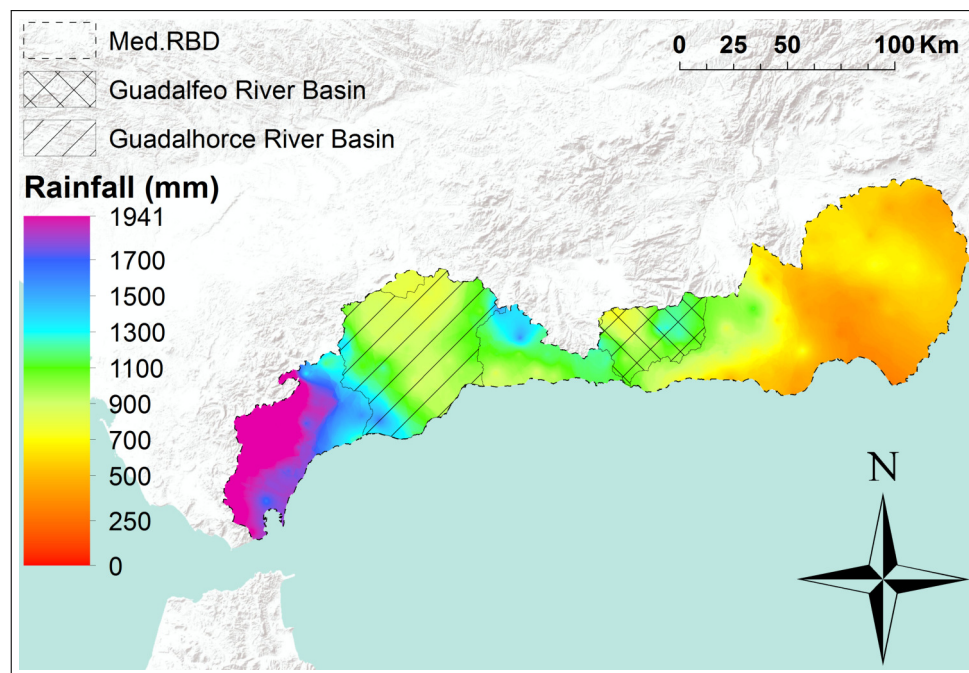 Med.RBD
Guadalfeo River Basin
Guadalhorce River Basin
0 25 50 100 Km
Rainfall (mm)
1941
1700
1500
1300
1100
900
700
500
250
0
N